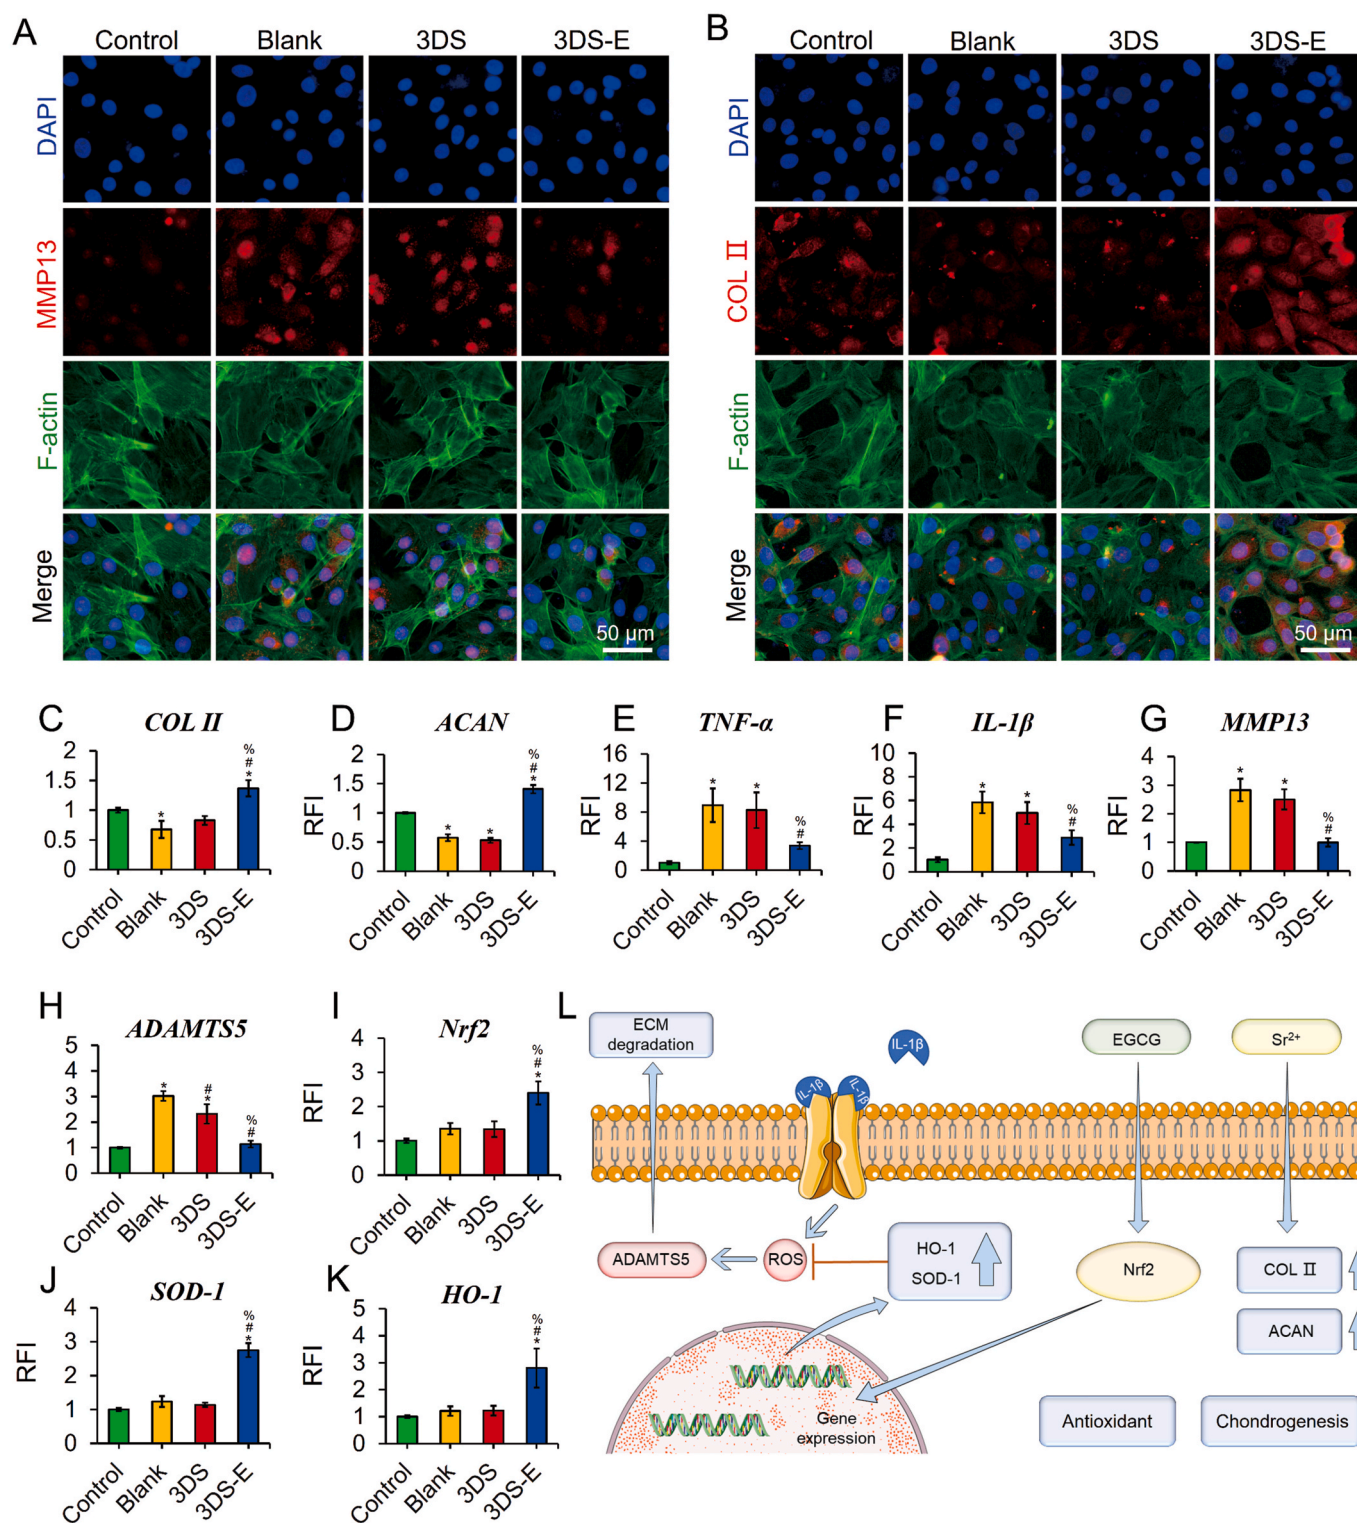 A
Control Blank 3DS 3DS-E
DAPI
MMP13
F-actin
Merge
50 μm
B
Control Blank 3DS 3DS-E
DAPI
COL II
F-actin
Merge
50 μm
C COL II
2
1.5
1
0.5
0
%
#
*
*
Control Blank 3DS 3DS-E
D ACAN
RFI
2
1.5
1
0.5
0
* *
%
#
*
Control Blank 3DS 3DS-E
E TNF-α
RFI
16
12
8
4
0
* *
%
#
Control Blank 3DS 3DS-E
F IL-1β
RFI
10
8
6
4
2
0
* *
%
#
Control Blank 3DS 3DS-E
G MMP13
RFI
4
3
2
1
0
* *
%
#
Control Blank 3DS 3DS-E
H ADAMTS5
5
4
3
2
1
0
*
#
*
%
#
Control Blank 3DS 3DS-E
I Nrf2
RFI
4
3
2
1
0
%
#
*
Control Blank 3DS 3DS-E
J SOD-1
RFI
4
3
2
1
0
%
#
*
Control Blank 3DS 3DS-E
K HO-1
RFI
5
4
3
2
1
0
%
#
*
Control Blank 3DS 3DS-E
L
ECM
degradation
IL-1β
IL-1β
IL-1β
EGCG
Sr²⁺
ADAMTS5
ROS
HO-1
SOD-1
Nrf2
COL II
ACAN
Gene
expression
Antioxidant
Chondrogenesis